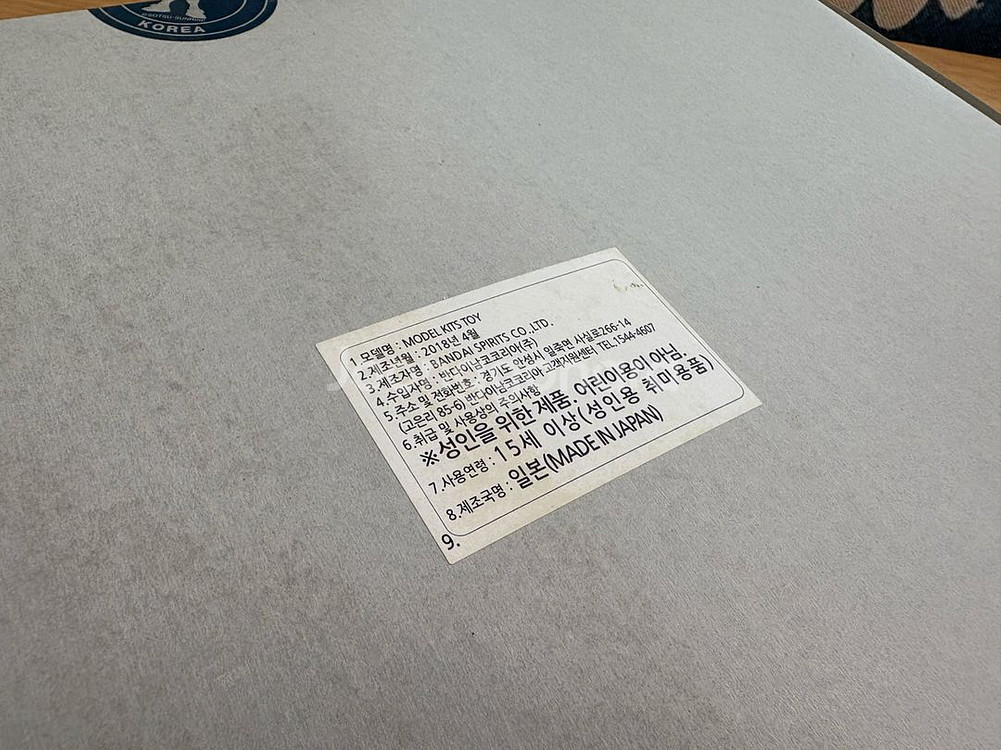 ©SOTSU·SUNRISE
KOREA
1.모델명 : MODEL KITS TOY
2.제조년월 : 2018년 4월
3.제조자명 : BANDAI SPIRITS CO.,LTD.
4.수입자명 : 반다이남코코리아(주)
5.주소 및 전화번호 : 경기도 안성시 일죽면 사실로266-14
(고은리 85-6) 반다이남코코리아 고객지원센터 TEL 1544-4607
6.취급 및 사용상의 주의사항
※성인을 위한 제품. 어린이용이 아님.
7.사용연령 : 15세 이상(성인용 취미용품)
8.제조국명 : 일본(MADE IN JAPAN)
9.